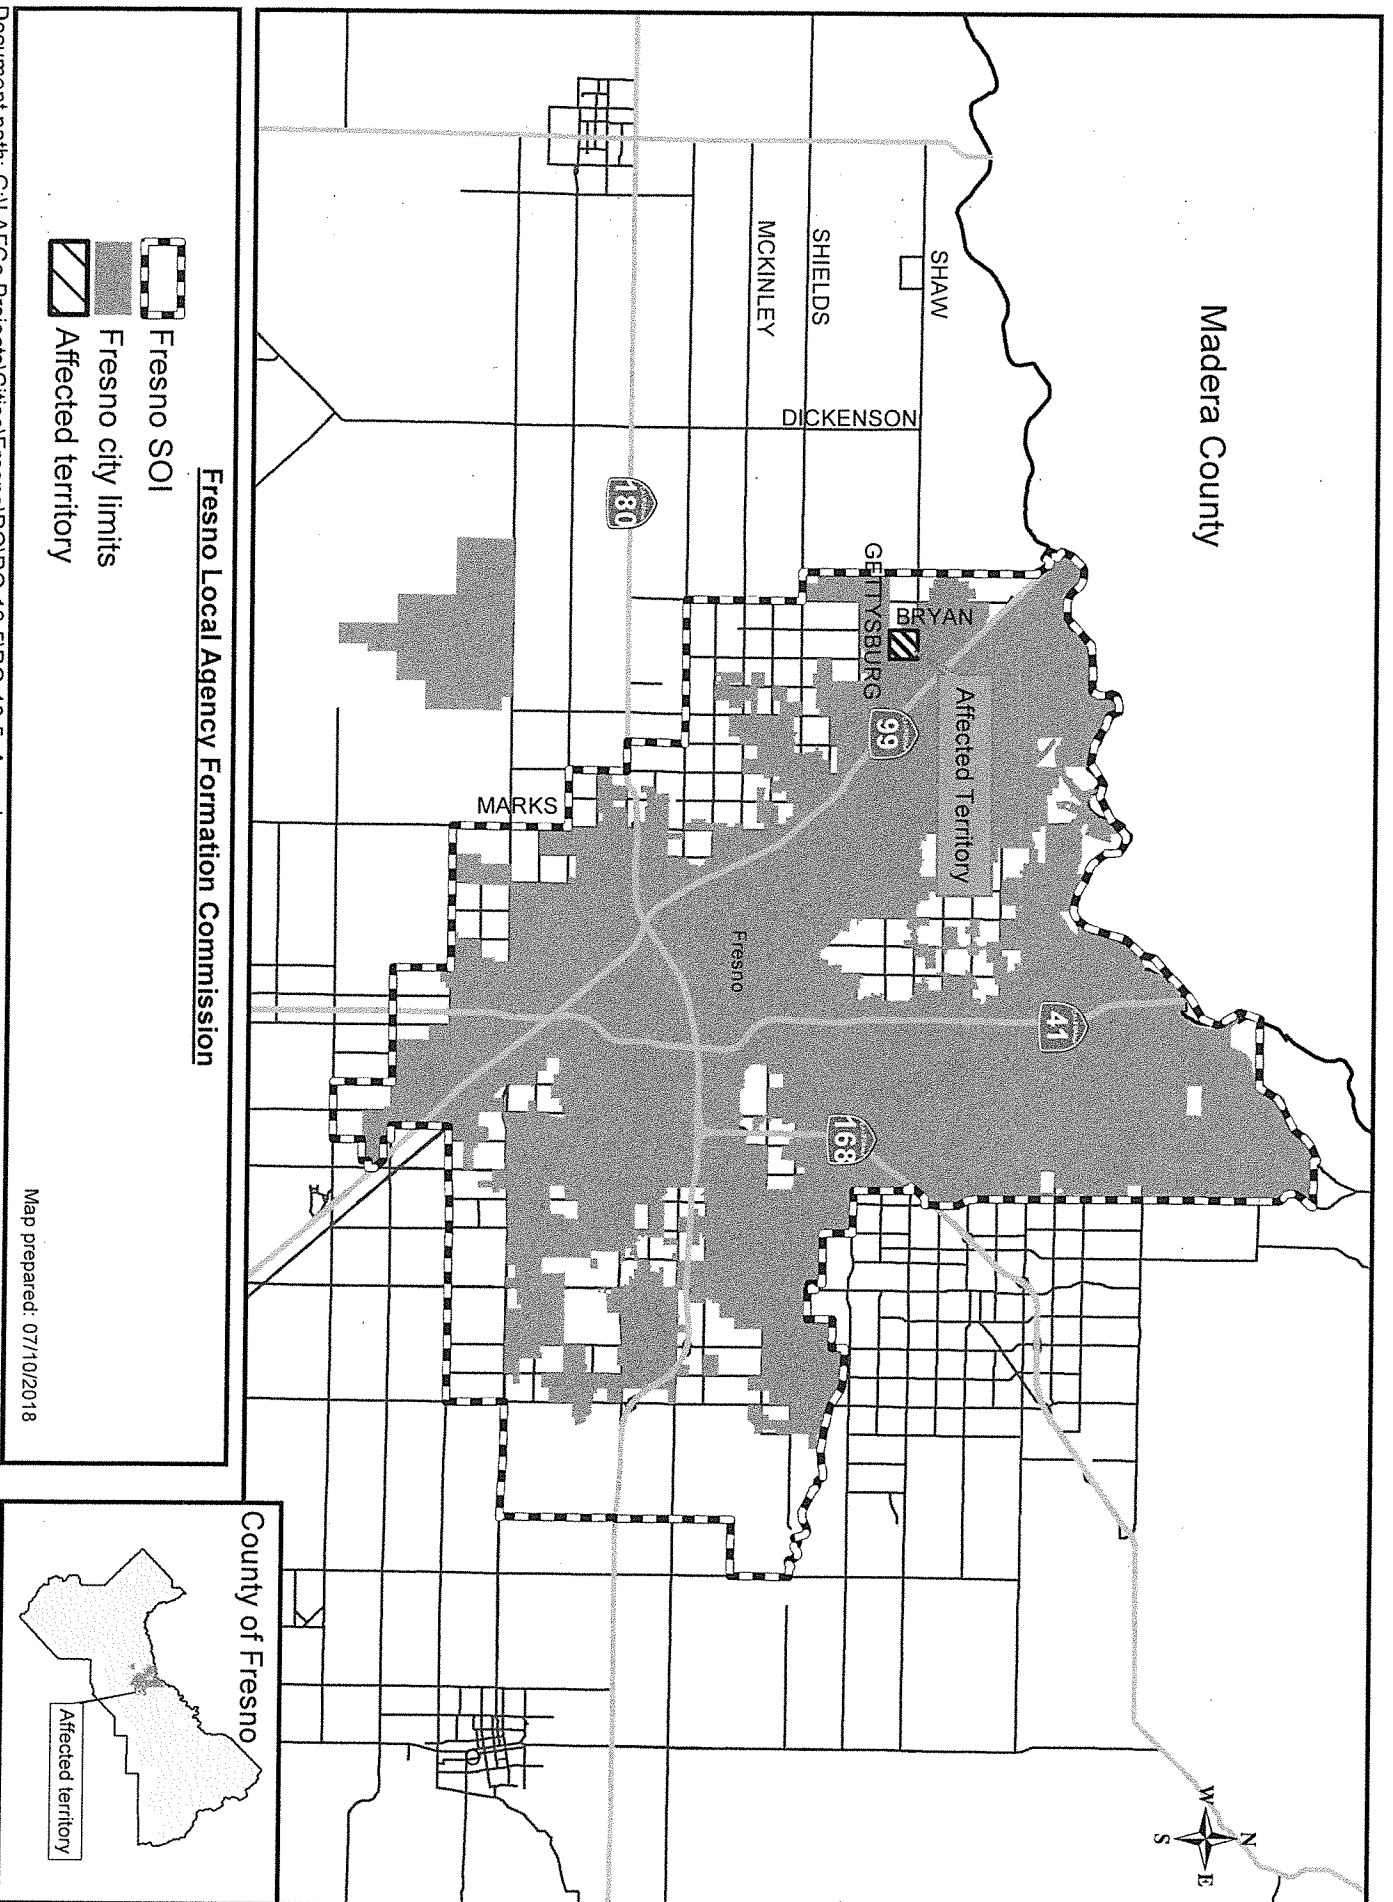 Madera County
SHAW
SHIELDS
MCKINLEY
DICKENSON
180
GETTYSBURG
BRYAN
Affected Territory
99
MARKS
Fresno
41
168
N
W
E
S
Fresno Local Agency Formation Commission
Fresno SOI
Fresno city limits
Affected territory
Map prepared: 07/10/2018
County of Fresno
Affected territory